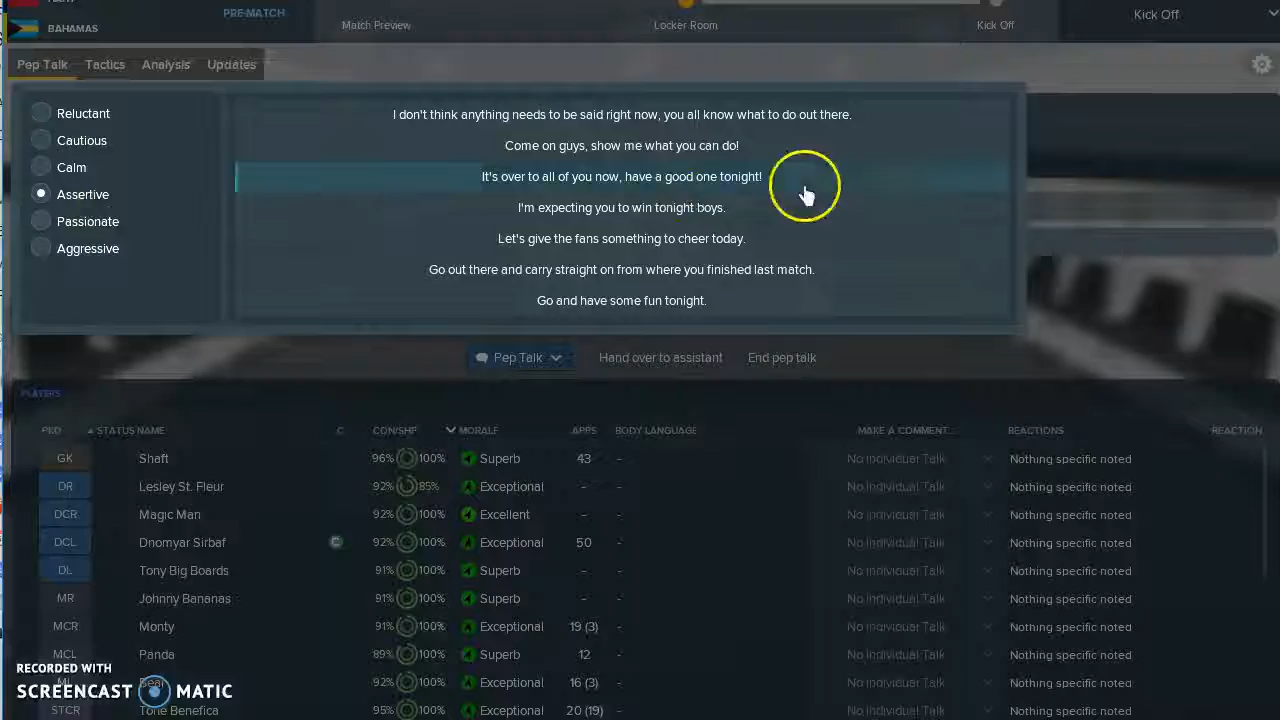 PRE-MATCH
Kick Off
BAHAMAS
Match Preview
Locker Room
Kick Off
Pep Talk
Tactics
Analysis
Updates
Reluctant
Cautious
Calm
Assertive
Passionate
Aggressive
I don't think anything needs to be said right now, you all know what to do out there.
Come on guys, show me what you can do!
It's over to all of you now, have a good one tonight!
I'm expecting you to win tonight boys.
Let's give the fans something to cheer today.
Go out there and carry straight on from where you finished last match.
Go and have some fun tonight.
Pep Talk
Hand over to assistant
End pep talk
PLAYERS
PKD STATUS NAME C CON/SHP MORALE APPS BODY LANGUAGE MAKE A COMMENT... REACTIONS REACTION
GK Shaft 96% 100% Superb 43 - No Individual Talk Nothing specific noted
DR Lesley St. Fleur 92% 85% Exceptional - - No Individual Talk Nothing specific noted
DCR Magic Man 92% 100% Excellent - - No Individual Talk Nothing specific noted
DCL Dnomyar Sirbaf C 92% 100% Exceptional 50 - No Individual Talk Nothing specific noted
DL Tony Big Boards 91% 100% Superb - - No Individual Talk Nothing specific noted
MR Johnny Bananas 91% 100% Superb - - No Individual Talk Nothing specific noted
MCR Monty 91% 100% Exceptional 19 (3) - No Individual Talk Nothing specific noted
MCL Panda 89% 100% Superb 12 - No Individual Talk Nothing specific noted
ML Bear 92% 100% Exceptional 16 (3) - No Individual Talk Nothing specific noted
STCR Tone Benefica 95% 100% Exceptional 20 (19) - No Individual Talk Nothing specific noted
RECORDED WITH
SCREENCAST MATIC